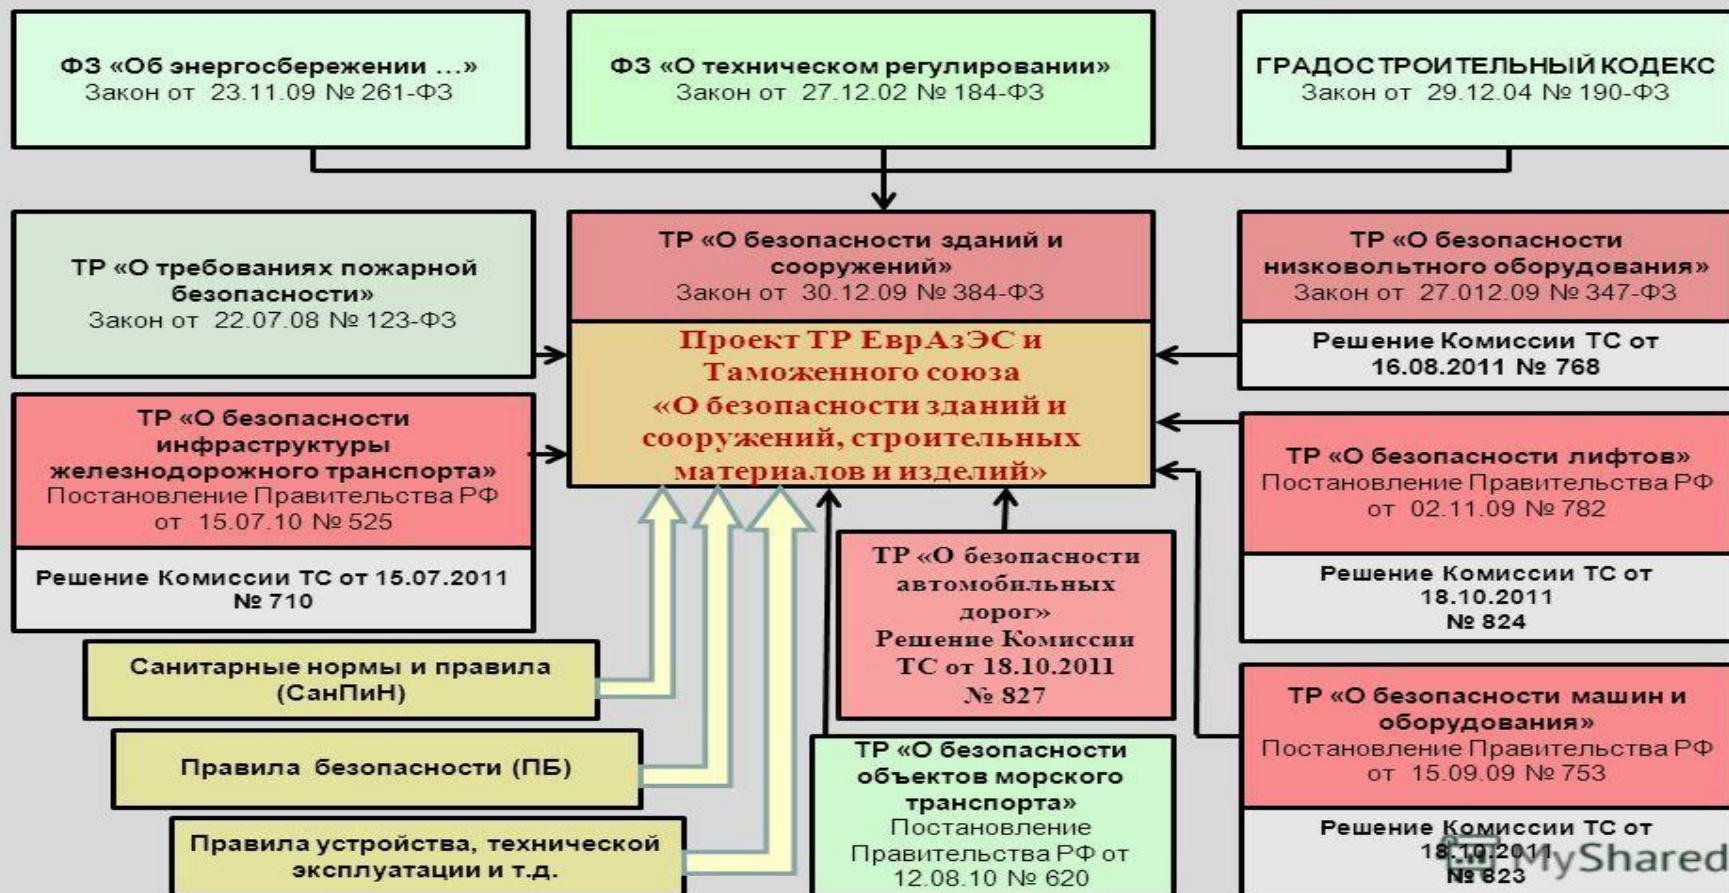 ФЗ «Об энергосбережении …»
Закон от 23.11.09 № 261-ФЗ
ФЗ «О техническом регулировании»
Закон от 27.12.02 № 184-ФЗ
ГРАДОСТРОИТЕЛЬНЫЙ КОДЕКС
Закон от 29.12.04 № 190-ФЗ
ТР «О требованиях пожарной
безопасности»
Закон от 22.07.08 № 123-ФЗ
ТР «О безопасности зданий и
сооружений»
Закон от 30.12.09 № 384-ФЗ
Проект ТР ЕврАзЭС и
Таможенного союза
«О безопасности зданий и
сооружений, строительных
материалов и изделий»
ТР «О безопасности
низковольтного оборудования»
Закон от 27.012.09 № 347-ФЗ
Решение Комиссии ТС от
16.08.2011 № 768
ТР «О безопасности
инфраструктуры
железнодорожного транспорта»
Постановление Правительства РФ
от 15.07.10 № 525
Решение Комиссии ТС от 15.07.2011
№ 710
ТР «О безопасности лифтов»
Постановление Правительства РФ
от 02.11.09 № 782
Решение Комиссии ТС от
18.10.2011
№ 824
ТР «О безопасности
автомобильных
дорог»
Решение Комиссии
ТС от 18.10.2011
№ 827
Санитарные нормы и правила
(СанПиН)
Правила безопасности (ПБ)
Правила устройства, технической
эксплуатации и т.д.
ТР «О безопасности
объектов морского
транспорта»
Постановление
Правительства РФ от
12.08.10 № 620
ТР «О безопасности машин и
оборудования»
Постановление Правительства РФ
от 15.09.09 № 753
Решение Комиссии ТС от
18.10.2011
№ 823
MyShared